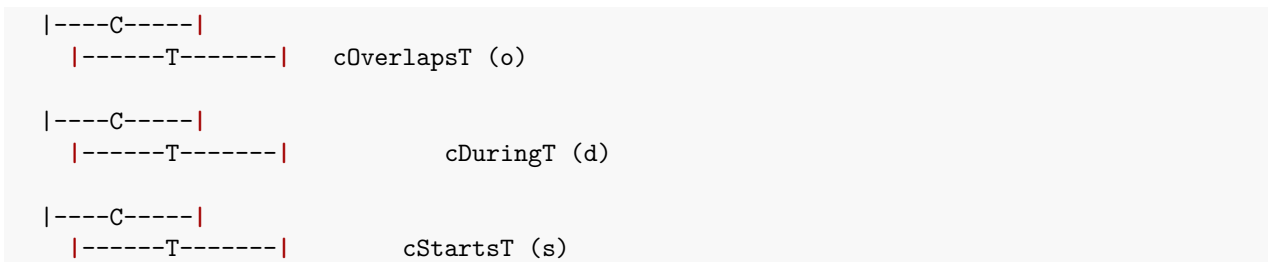 |----C-----|
  |------T-------|   cOverlapsT (o)
|----C-----|
  |------T-------|               cDuringT (d)
|----C-----|
  |------T-------|           cStartsT (s)